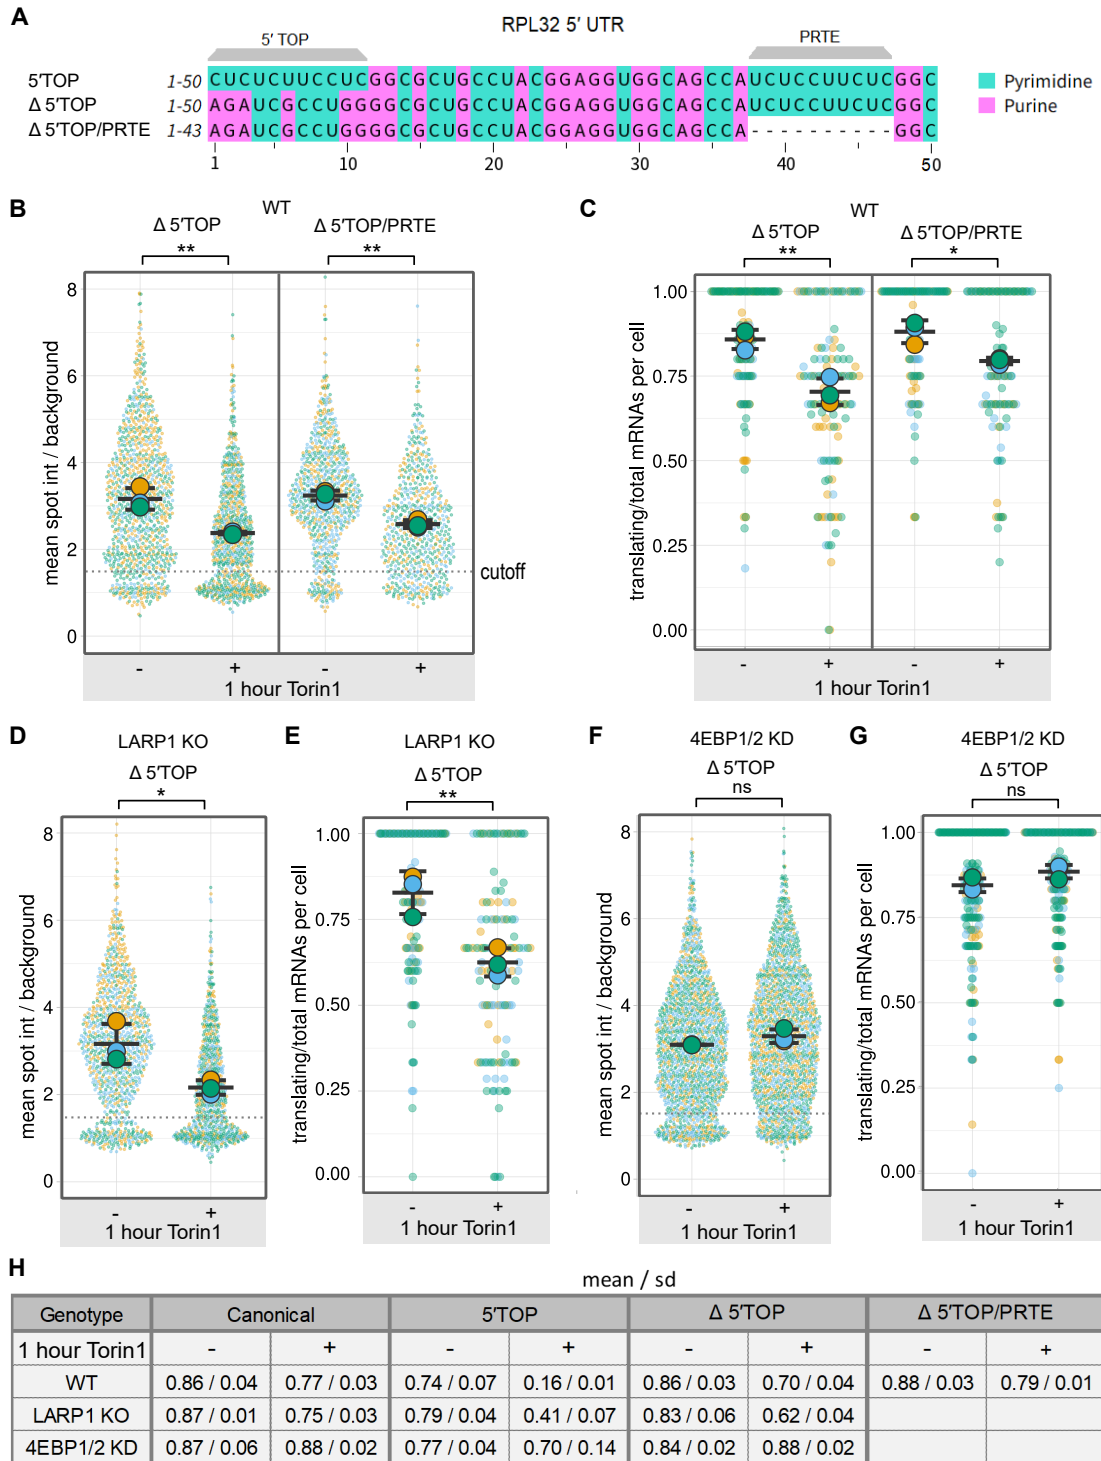 A
RPL32 5′ UTR
5′ TOP
PRTE
5′TOP 1-50 CUCUCUUCCUCGGCGCUGCCUACGGAGGUGGCAGCCAUCUCCUUCUCGGC
Δ 5′TOP 1-50 AGAUCGCCUGGGGCGCUGCCUACGGAGGUGGCAGCCAUCUCCUUCUCGGC
Δ 5′TOP/PRTE 1-43 AGAUCGCCUGGGGCGCUGCCUACGGAGGUGGCAGCCA----------GGC
Pyrimidine
Purine
1 10 20 30 40 50
B
WT
Δ 5′TOP Δ 5′TOP/PRTE
** **
mean spot int / background
8
6
4
2
0
cutoff
- + - +
1 hour Torin1
C
WT
Δ 5′TOP Δ 5′TOP/PRTE
** *
translating/total mRNAs per cell
1.00
0.75
0.50
0.25
0.00
- + - +
1 hour Torin1
D
LARP1 KO
Δ 5′TOP
*
mean spot int / background
8
6
4
2
0
- +
1 hour Torin1
E
LARP1 KO
Δ 5′TOP
**
translating/total mRNAs per cell
1.00
0.75
0.50
0.25
0.00
- +
1 hour Torin1
F
4EBP1/2 KD
Δ 5′TOP
ns
mean spot int / background
8
6
4
2
0
- +
1 hour Torin1
G
4EBP1/2 KD
Δ 5′TOP
ns
translating/total mRNAs per cell
1.00
0.75
0.50
0.25
0.00
- +
1 hour Torin1
H
mean / sd
Genotype Canonical 5′TOP Δ 5′TOP Δ 5′TOP/PRTE
1 hour Torin1 - + - + - + - +
WT 0.86 / 0.04 0.77 / 0.03 0.74 / 0.07 0.16 / 0.01 0.86 / 0.03 0.70 / 0.04 0.88 / 0.03 0.79 / 0.01
LARP1 KO 0.87 / 0.01 0.75 / 0.03 0.79 / 0.04 0.41 / 0.07 0.83 / 0.06 0.62 / 0.04
4EBP1/2 KD 0.87 / 0.06 0.88 / 0.02 0.77 / 0.04 0.70 / 0.14 0.84 / 0.02 0.88 / 0.02